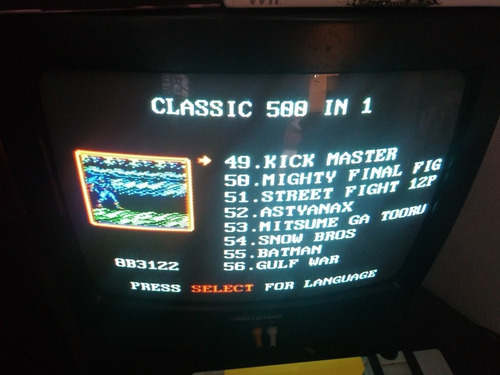 CLASSIC 500 IN 1
49.KICK MASTER
50.MIGHTY FINAL FIG
51.STREET FIGHT 12P
52.ASTYANAX
53.MITSUME GA TOORU
54.SNOW BROS
55.BATMAN
56.GULF WAR
8B3122
PRESS SELECT FOR LANGUAGE